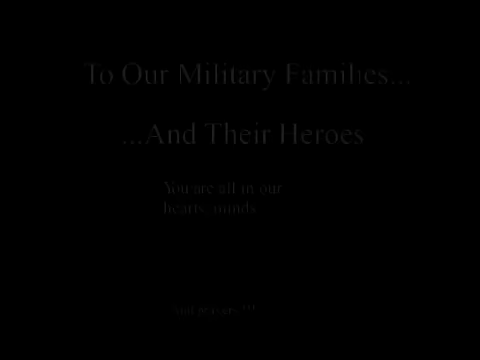 To Our Military Families...
...And Their Heroes
You are all in our
hearts, minds